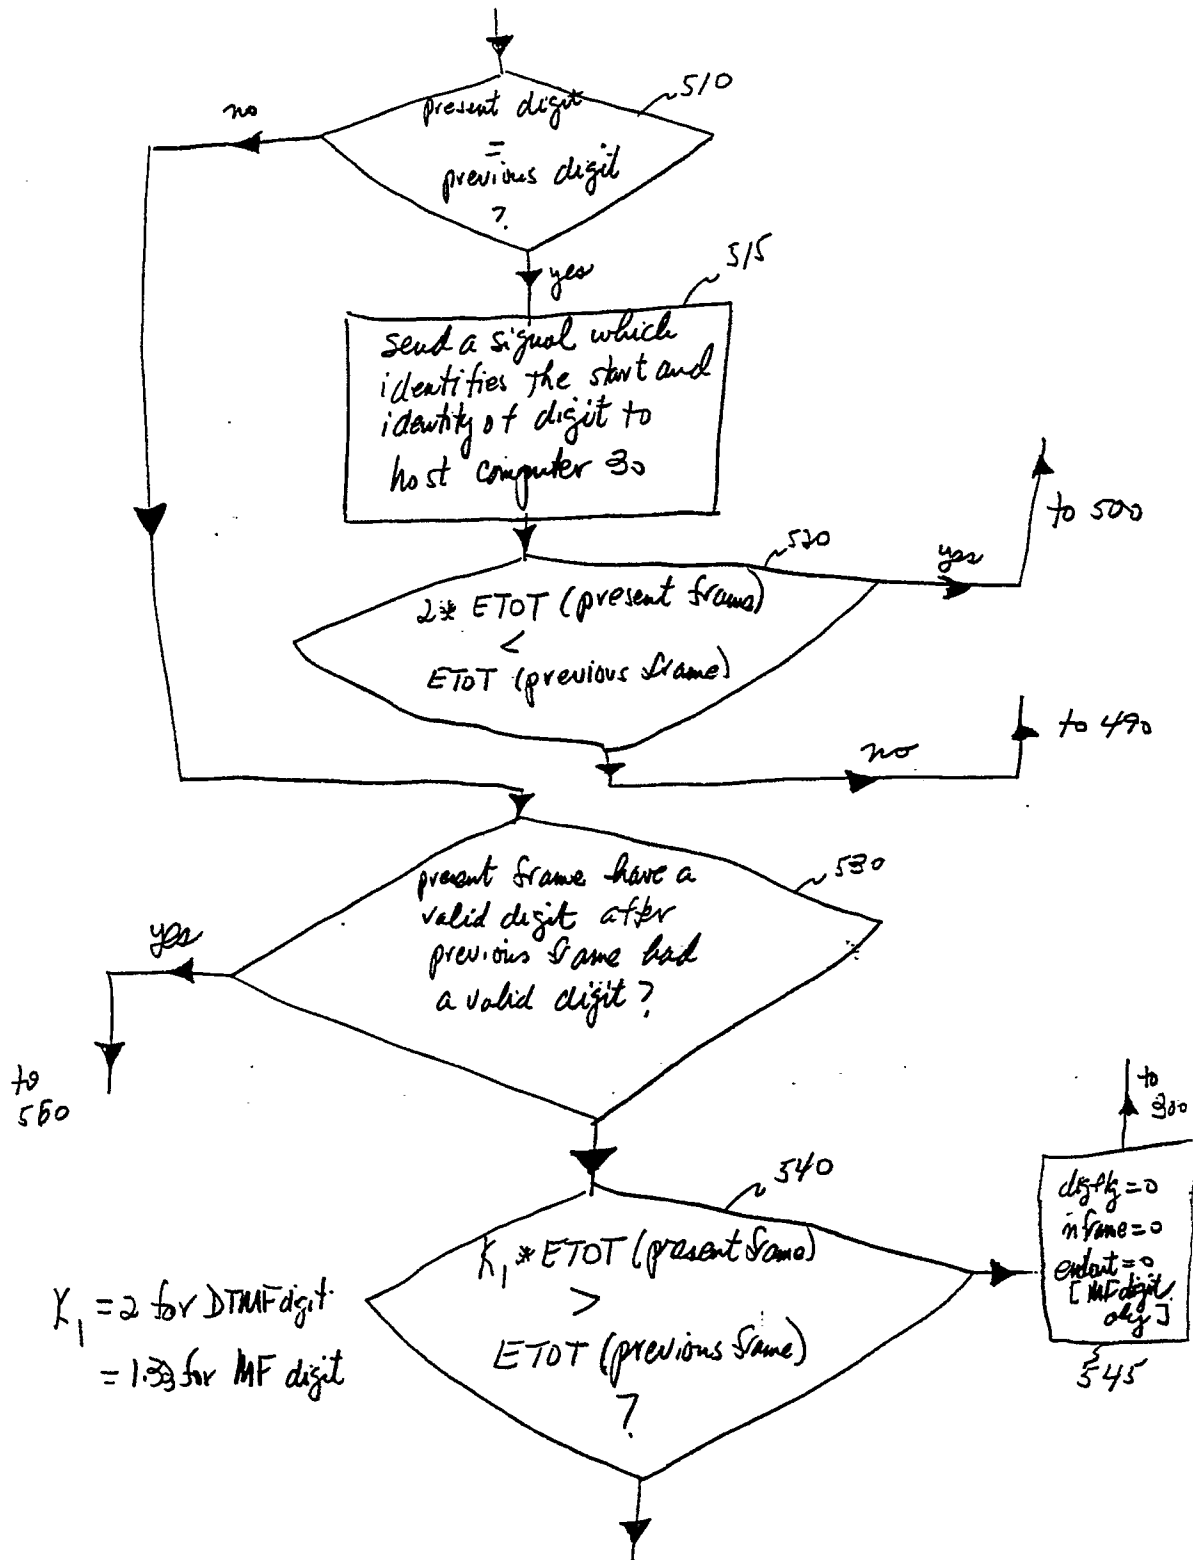 510
no
present digit
=
previous digit
?
yes
515
send a signal which
identifies the start and
identity of digit to
host computer 30
to 500
520
yes
2* ETOT (present frame)
<
ETOT (previous frame)
to 490
no
530
present frame have a
valid digit after
previous frame had
a valid digit?
yes
to
560
to
300
540
digflg=0
nframe=0
=0
[MF digit
only]
545
K1 * ETOT (present frame)
>
ETOT (previous frame)
?
K1 = 2 for DTMF digit
= 1.33 for MF digit